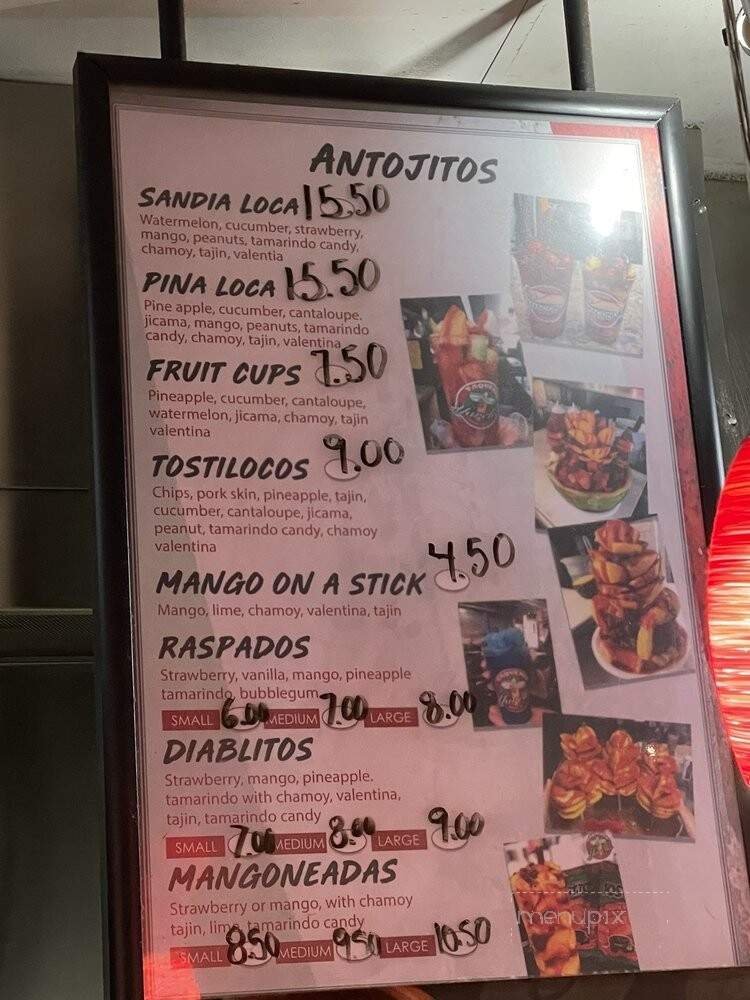 ANTOJITOS
SANDIA LOCA 15.50
Watermelon, cucumber, strawberry,
mango, peanuts, tamarindo candy,
chamoy, tajin, valentia
PINA LOCA 15.50
Pine apple, cucumber, cantaloupe,
jicama, mango, peanuts, tamarindo
candy, chamoy, tajin, valentina
FRUIT CUPS 7.50
Pineapple, cucumber, cantaloupe,
watermelon, jicama, chamoy, tajin
valentina
TOSTILOCOS 9.00
Chips, pork skin, pineapple, tajin,
cucumber, cantaloupe, jicama,
peanut, tamarindo candy, chamoy
valentina
MANGO ON A STICK 4.50
Mango, lime, chamoy, valentina, tajin
RASPADOS
Strawberry, vanilla, mango, pineapple
tamarindo, bubblegum
SMALL 6.00 MEDIUM 7.00 LARGE 8.00
DIABLITOS
Strawberry, mango, pineapple.
tamarindo with chamoy, valentina,
tajin, tamarindo candy
SMALL 7.00 MEDIUM 8.00 LARGE 9.00
MANGONEADAS
Strawberry or mango, with chamoy
tajin, lime, tamarindo candy
SMALL 8.50 MEDIUM 9.50 LARGE 10.50
menupix